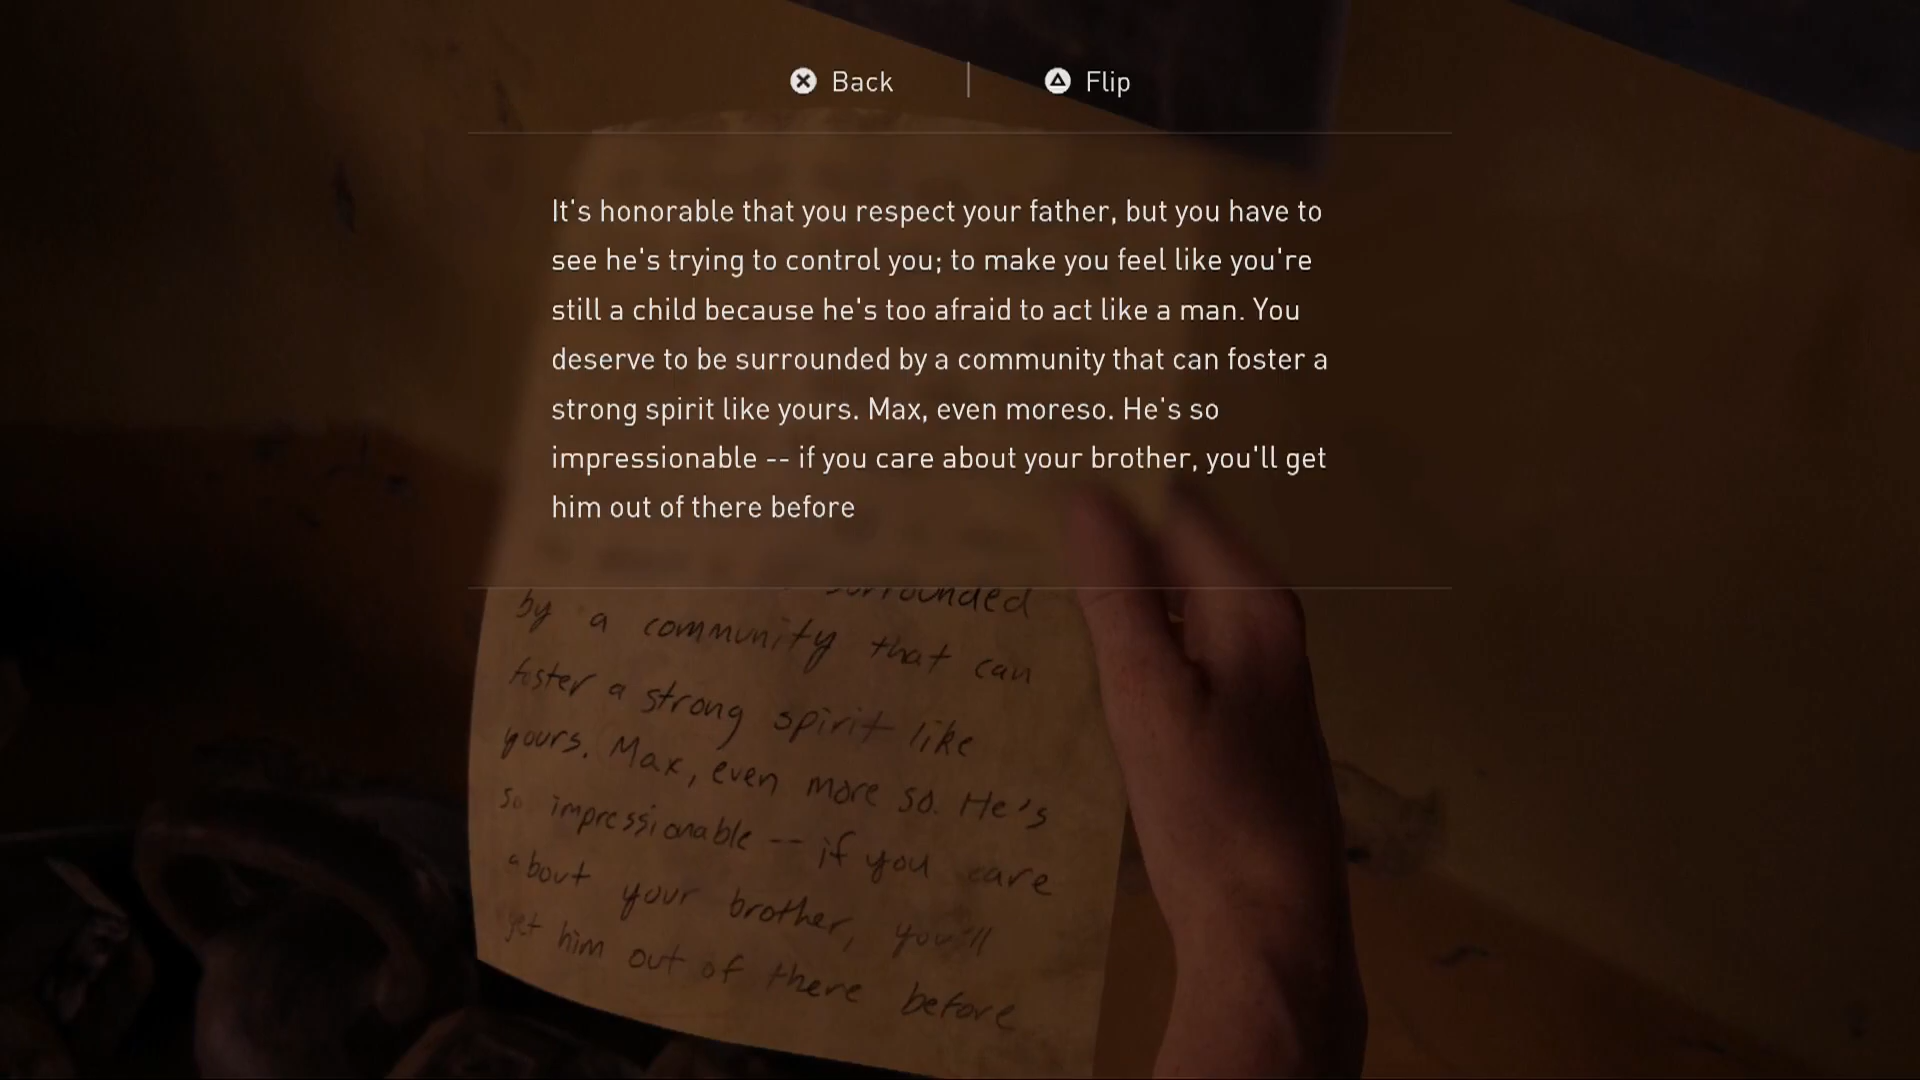 Back | Flip
It's honorable that you respect your father, but you have to
see he's trying to control you; to make you feel like you're
still a child because he's too afraid to act like a man. You
deserve to be surrounded by a community that can foster a
strong spirit like yours. Max, even moreso. He's so
impressionable -- if you care about your brother, you'll get
him out of there before
surrounded
by a community that can
foster a strong spirit like
yours. Max, even more so. He's
so impressionable -- if you care
about your brother, you'll
get him out of there before